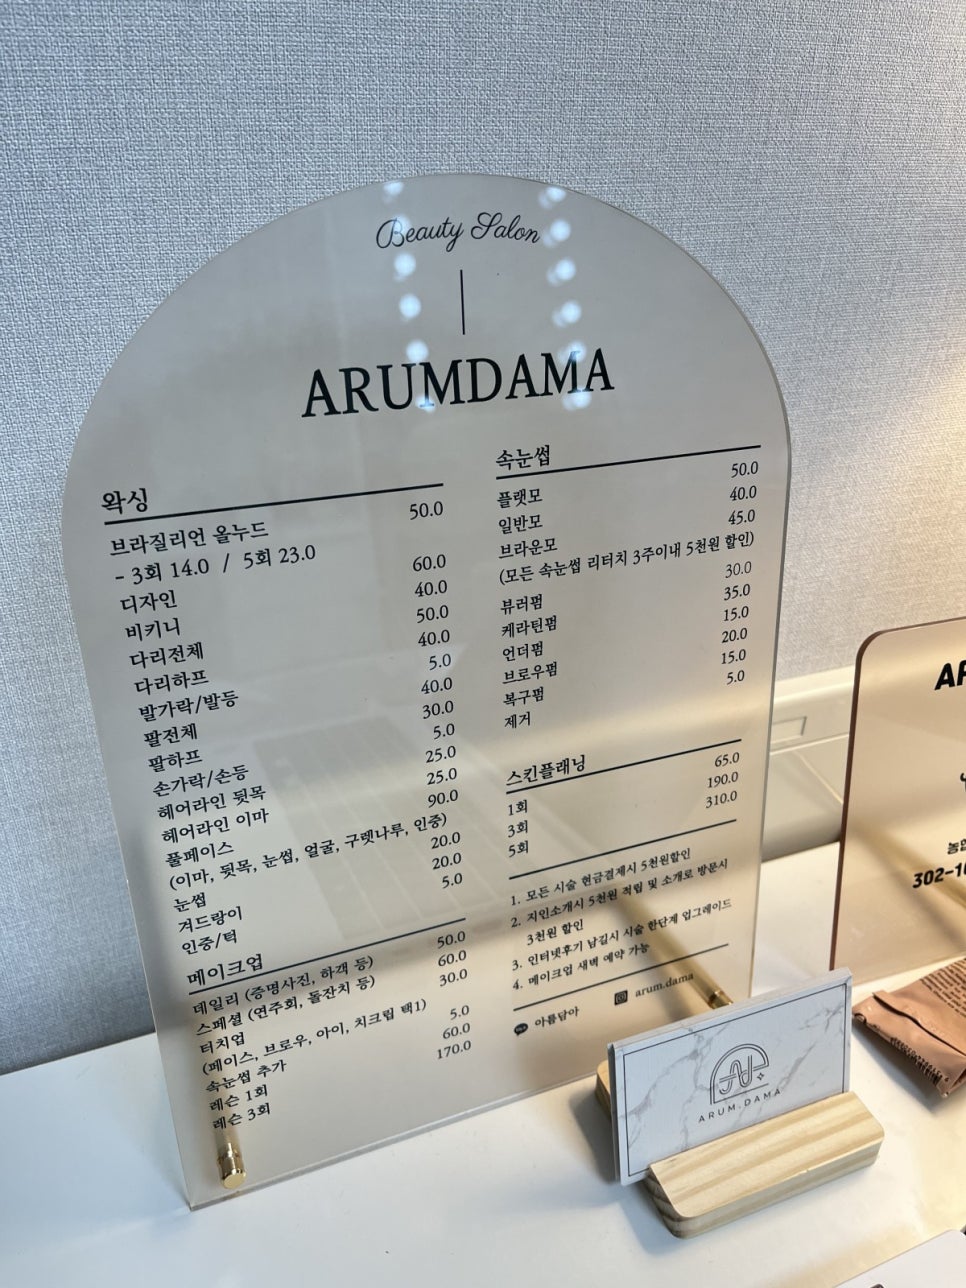 Beauty Salon
ARUMDAMA
왁싱
브라질리언 올누드 50.0
- 3회 14.0 / 5회 23.0
디자인 60.0
비키니 40.0
다리전체 50.0
다리하프 40.0
발가락/발등 5.0
팔전체 40.0
팔하프 30.0
손가락/손등 5.0
헤어라인 뒷목 25.0
헤어라인 이마 25.0
풀페이스 90.0
(이마, 뒷목, 눈썹, 얼굴, 구렛나루, 인중)
눈썹 20.0
겨드랑이 20.0
인중/턱 5.0
메이크업
데일리 (증명사진, 하객 등) 50.0
스페셜 (연주회, 돌잔치 등) 60.0
터치업 30.0
(페이스, 브로우, 아이, 치크립 택1)
속눈썹 추가 5.0
레슨 1회 60.0
레슨 3회 170.0
속눈썹
플랫모 50.0
일반모 40.0
브라운모 45.0
(모든 속눈썹 리터치 3주이내 5천원 할인)
뷰러펌 30.0
케라틴펌 35.0
언더펌 15.0
브로우펌 20.0
복구펌 15.0
제거 5.0
스킨플래닝
1회 65.0
3회 190.0
5회 310.0
1. 모든 시술 현금결제시 5천원할인
2. 지인소개시 5천원 적립 및 소개로 방문시
3천원 할인
3. 인터넷후기 남길시 시술 한단계 업그레이드
4. 메이크업 새벽 예약 가능
아름담아 arum.dama
ARUM.DAMA
302-10